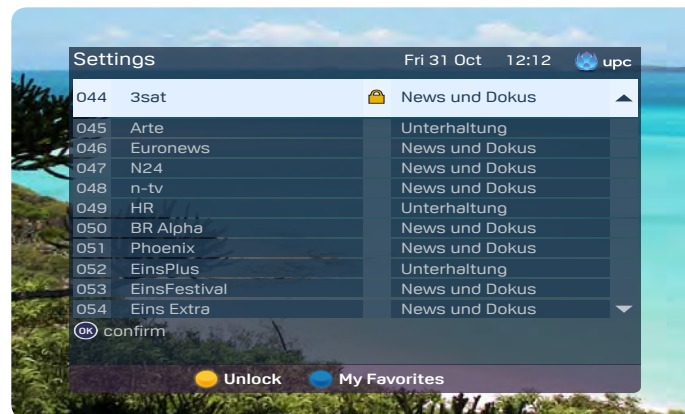 Settings Fri 31 Oct 12:12 upc
044 3sat News und Dokus
045 Arte Unterhaltung
046 Euronews News und Dokus
047 N24 News und Dokus
048 n-tv News und Dokus
049 HR Unterhaltung
050 BR Alpha News und Dokus
051 Phoenix News und Dokus
052 EinsPlus Unterhaltung
053 EinsFestival News und Dokus
054 Eins Extra News und Dokus
OK confirm
Unlock My Favorites